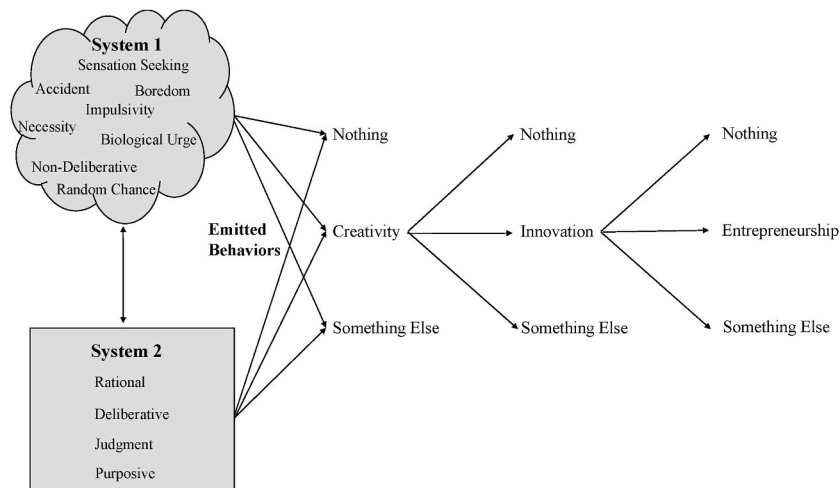 System 1
Sensation Seeking
Accident
Boredom
Impulsivity
Necessity
Biological Urge
Non-Deliberative
Random Chance
Emitted
Behaviors
System 2
Rational
Deliberative
Judgment
Purposive
Nothing
Creativity
Something Else
Nothing
Innovation
Something Else
Nothing
Entrepreneurship
Something Else